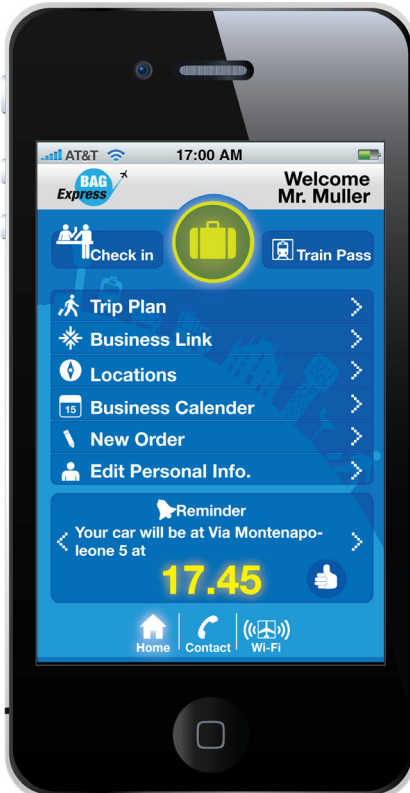 AT&T 17:00 AM
BAG
Express
Welcome
Mr. Muller
Check in
Train Pass
Trip Plan
Business Link
Locations
15 Business Calender
New Order
Edit Personal Info.
Reminder
Your car will be at Via Montenapo-
leone 5 at
17.45
Home Contact Wi-Fi